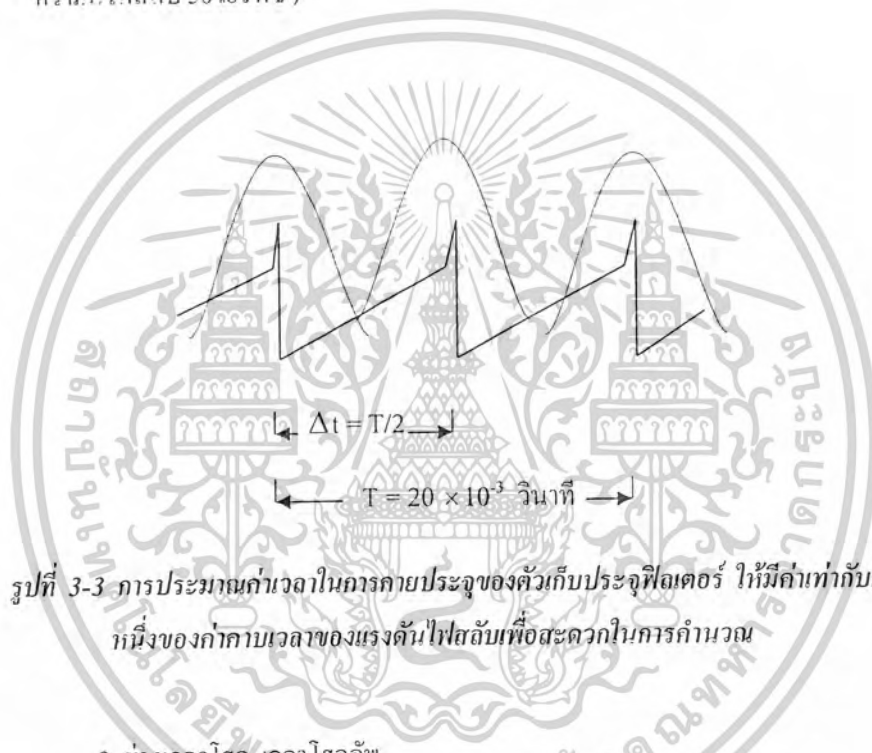 Δt = T/2
T = 20 × 10⁻³ วินาที
รูปที่ 3-3 การประมาณค่าเวลาในการคายประจุของตัวเก็บประจุฟิลเตอร์ ให้มีค่าเท่ากับ
หนึ่งของค่าคาบเวลาของแรงดันไฟสลับเพื่อสะดวกในการคำนวณ